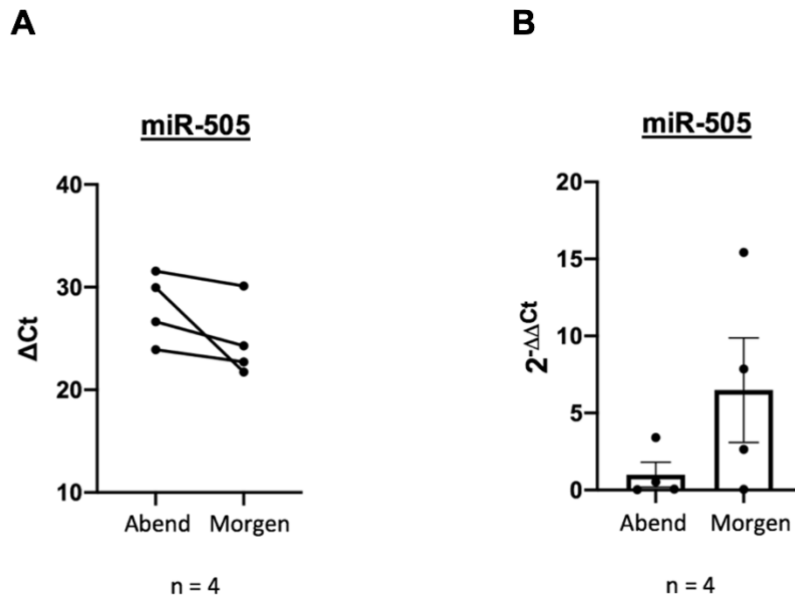 A
B
miR-505
miR-505
ΔCt
40
30
20
10
Abend Morgen
n = 4
2-ΔΔCt
20
15
10
5
0
Abend Morgen
n = 4